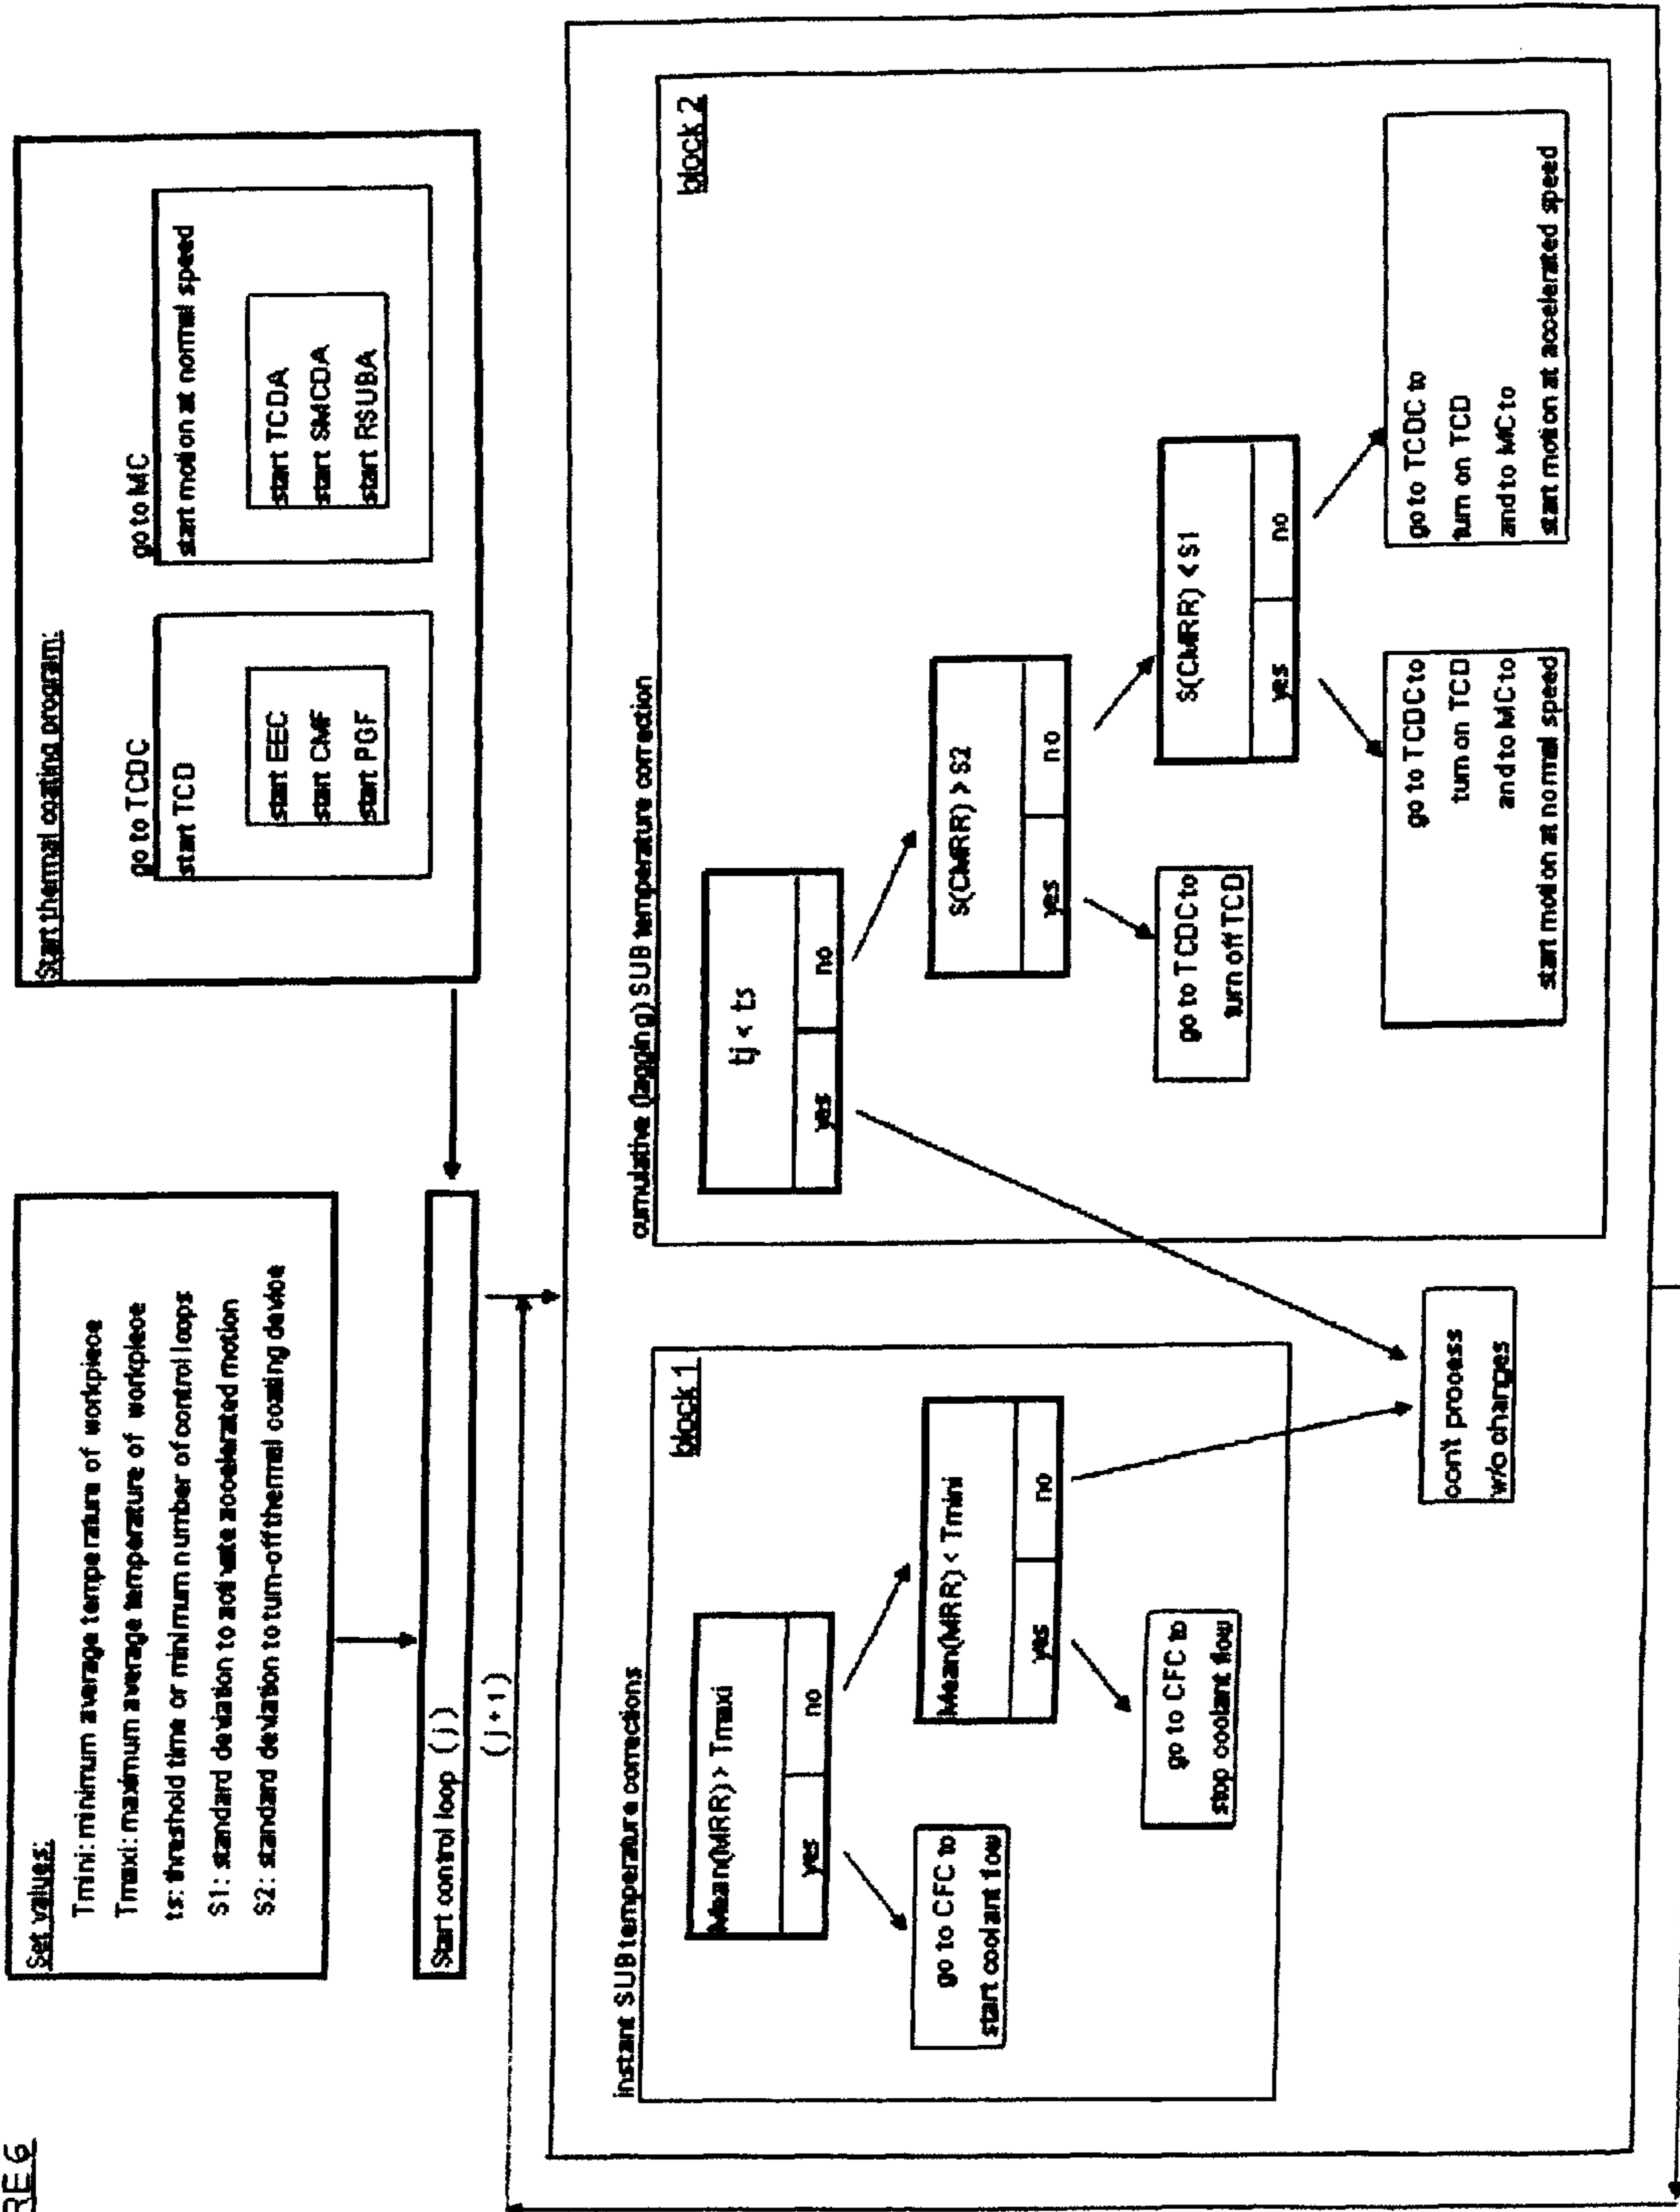 RE 6
Set values:
Tmini: minimum average temperature of workpiece
Tmaxi: maximum average temperature of workpiece
ts: threshold time or minimum number of control loops
S1: standard deviation to activate accelerated motion
S2: standard deviation to turn-off thermal coating device
Start thermal coating program:
go to TCDC
start TCD
start EEC
start CMF
start PGF
go to MC
start motion at normal speed
start TCDA
start SMCDA
start RSUBA
Start control loop (j)
(j+1)
instant SUB temperature corrections
block 1
Mean(MRR) > Tmaxi
yes no
go to CFC to
start coolant flow
Mean(MRR) < Tmini
yes no
go to CFC to
stop coolant flow
con't process
w/o changes
cumulative (lagging) SUB temperature correction
block 2
tj < ts
yes no
S(CMRR) > S2
yes no
go to TCDC to
turn off TCD
S(CMRR) < S1
yes no
go to TCDC to
turn on TCD
and to MC to
start motion at normal speed
go to TCDC to
turn on TCD
and to MC to
start motion at accelerated speed